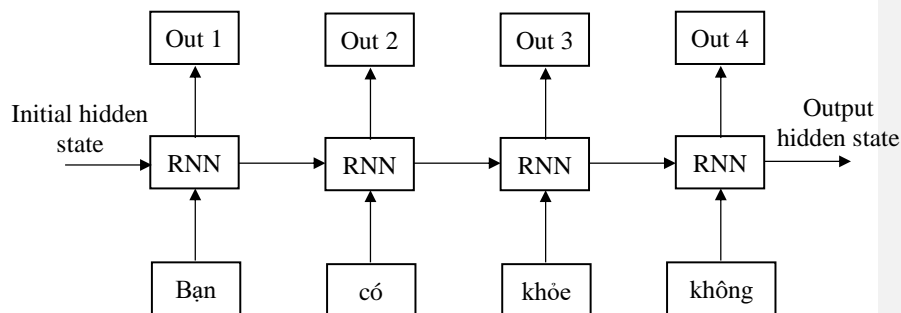 Out 1
Out 2
Out 3
Out 4
Initial hidden
state
Output
hidden state
RNN
RNN
RNN
RNN
Bạn
có
khỏe
không